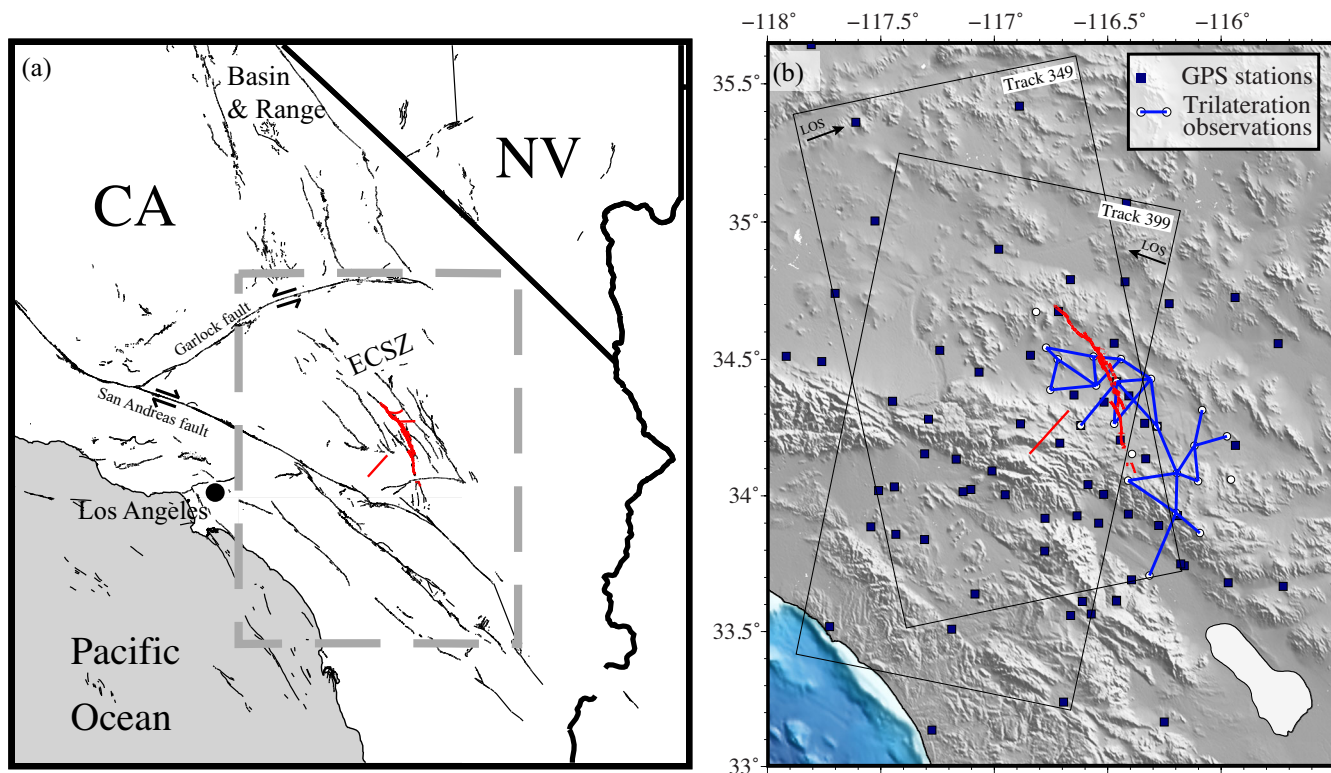 (a)
Basin
& Range
NV
CA
Garlock fault
ECSZ
San Andreas fault
Los Angeles
Pacific
Ocean
-118°
-117.5°
-117°
-116.5°
-116°
(b)
35.5°
35°
34.5°
34°
33.5°
33°
Track 349
LOS
GPS stations
Trilateration
observations
Track 399
LOS